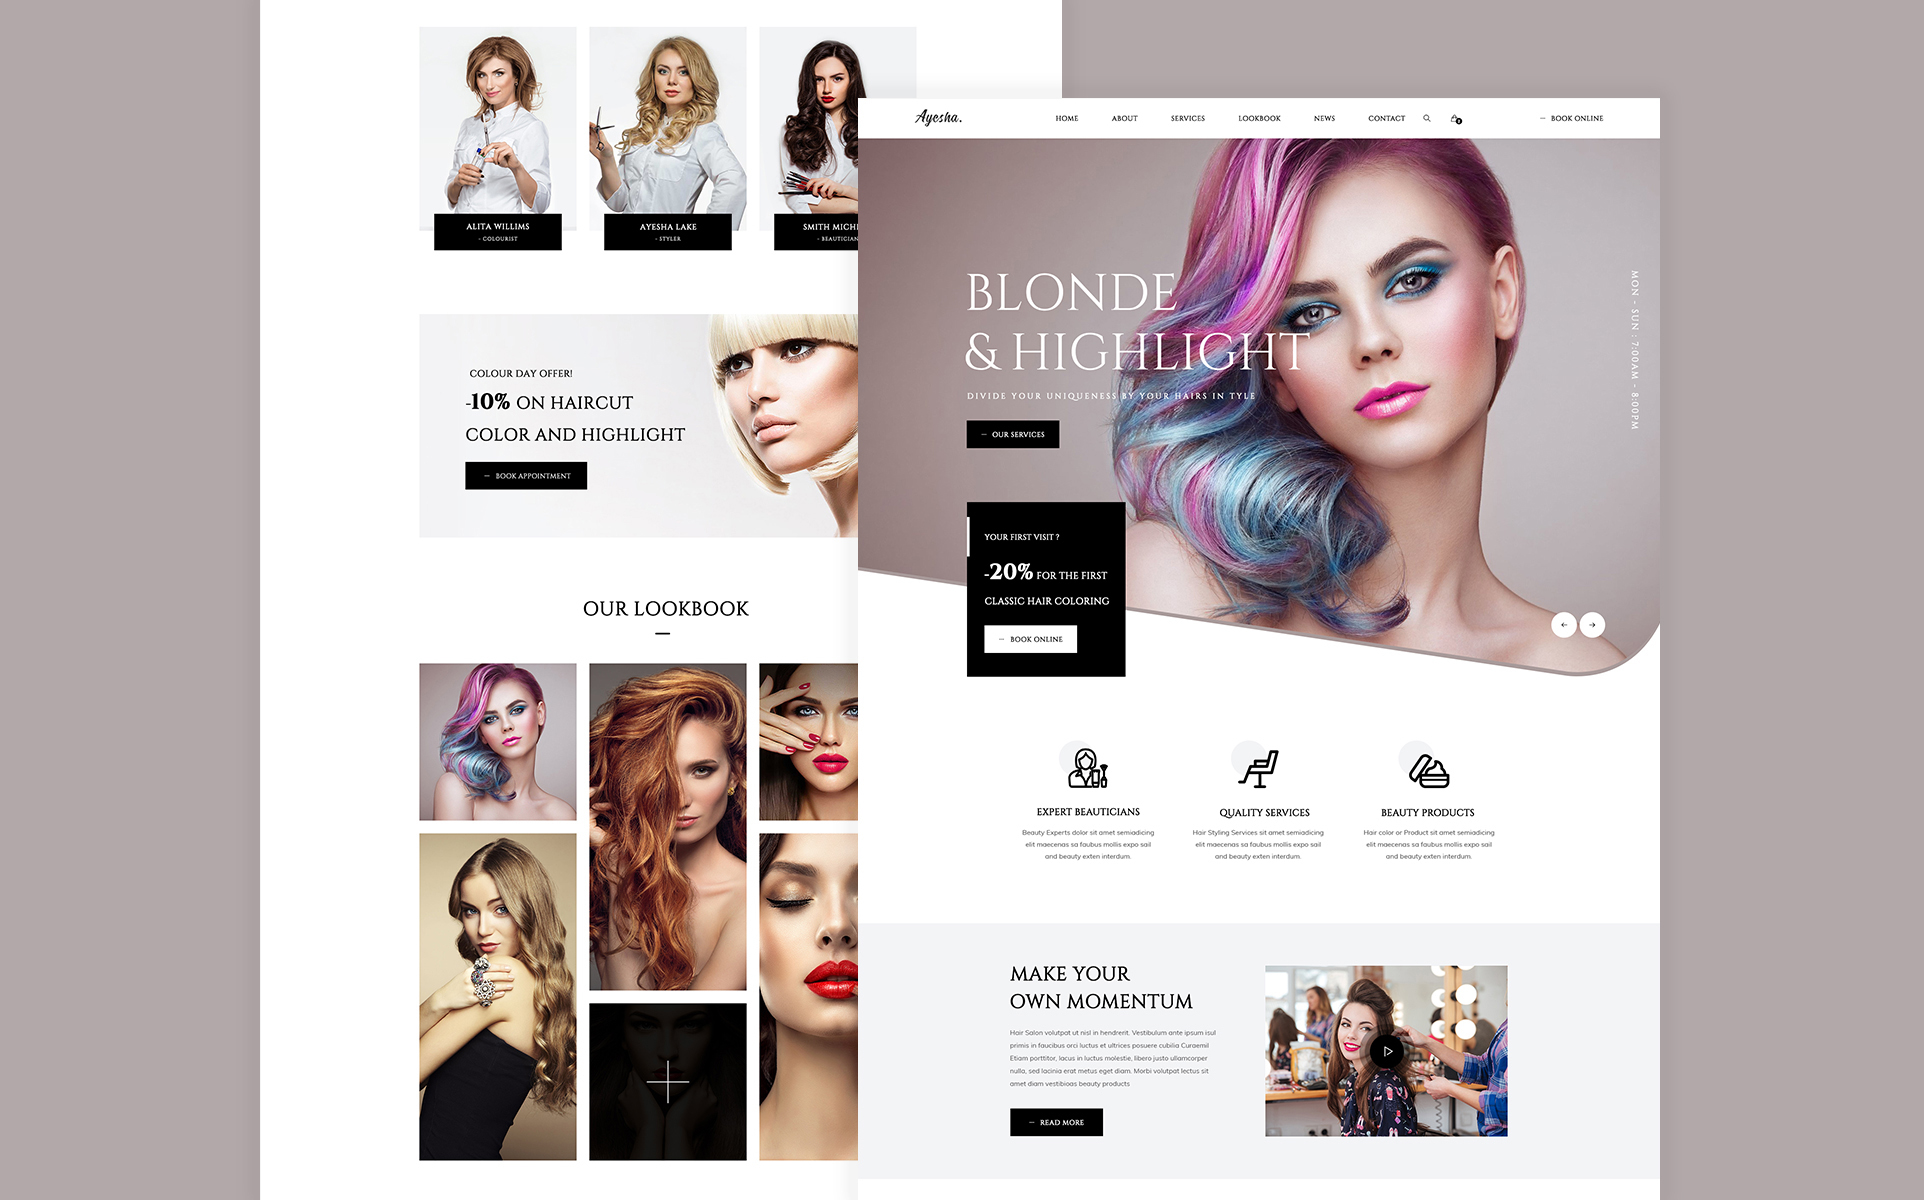 ALITA WILLIMS
- COLOURIST
AYESHA LAKE
- STYLER
SMITH MICH
- BEAUTICIAN
COLOUR DAY OFFER!
-10% ON HAIRCUT
COLOR AND HIGHLIGHT
— BOOK APPOINTMENT
OUR LOOKBOOK
Ayesha.
HOME ABOUT SERVICES LOOKBOOK NEWS CONTACT 0 — BOOK ONLINE
BLONDE
& HIGHLIGHT
DIVIDE YOUR UNIQUENESS BY YOUR HAIRS IN TYLE
— OUR SERVICES
MON - SUN : 7:00AM - 8:00PM
YOUR FIRST VISIT ?
-20% FOR THE FIRST
CLASSIC HAIR COLORING
— BOOK ONLINE
EXPERT BEAUTICIANS
Beauty Experts dolor sit amet semiadicing
elit maecenas sa faubus mollis expo sail
and beauty exten interdum.
QUALITY SERVICES
Hair Styling Services sit amet semiadicing
elit maecenas sa faubus mollis expo sail
and beauty exten interdum.
BEAUTY PRODUCTS
Hair color or Product sit amet semiadicing
elit maecenas sa faubus mollis expo sail
and beauty exten interdum.
MAKE YOUR
OWN MOMENTUM
Hair Salon volutpat ut nisl in hendrerit. Vestibulum ante ipsum isul
primis in faucibus orci luctus et ultrices posuere cubilia Curaemil
Etiam porttitor, lacus in luctus molestie, libero justo ullamcorper
nulla, sed lacinia erat metus eget diam. Morbi volutpat lectus sit
amet diam vestibioas beauty products
— READ MORE